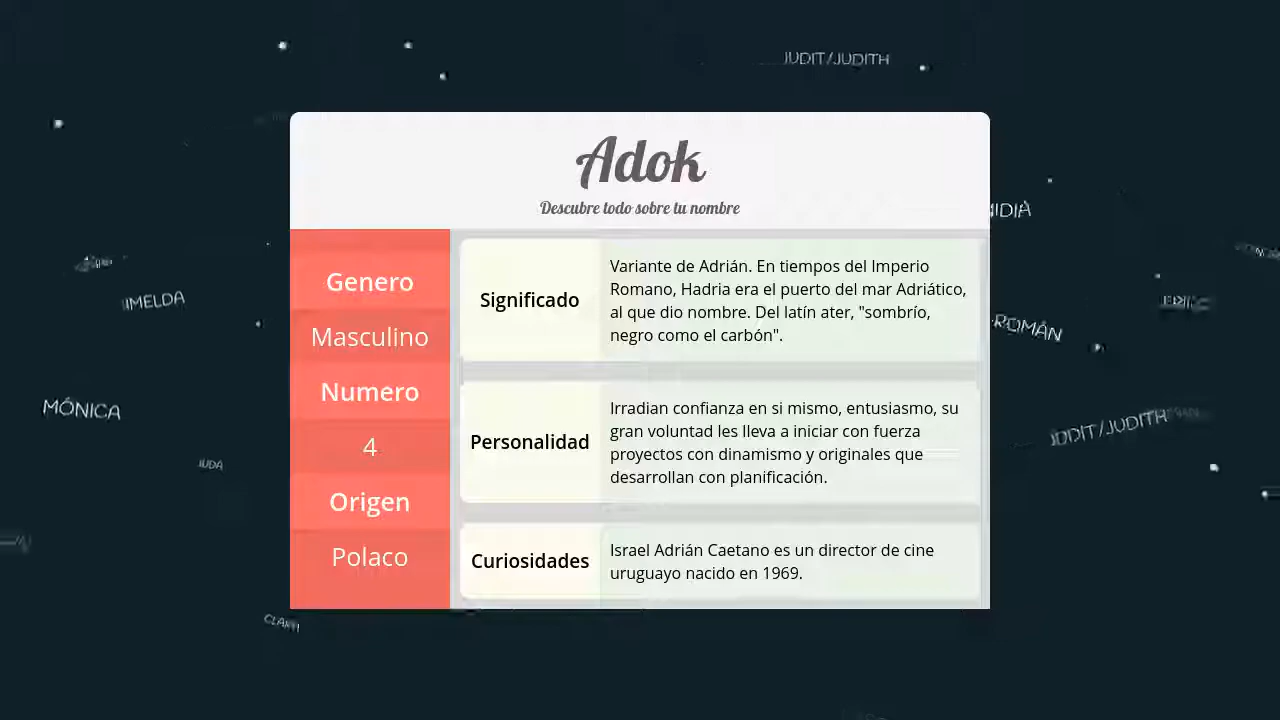 JUDIT/JUDITH
Adok
Descubre todo sobre tu nombre
Genero
Masculino
Numero
4
Origen
Polaco
Significado
Variante de Adrián. En tiempos del Imperio
Romano, Hadria era el puerto del mar Adriático,
al que dio nombre. Del latín ater, "sombrío,
negro como el carbón".
Personalidad
Irradian confianza en si mismo, entusiasmo, su
gran voluntad les lleva a iniciar con fuerza
proyectos con dinamismo y originales que
desarrollan con planificación.
Curiosidades
Israel Adrián Caetano es un director de cine
uruguayo nacido en 1969.
IMELDA
MÓNICA
ROMÁN